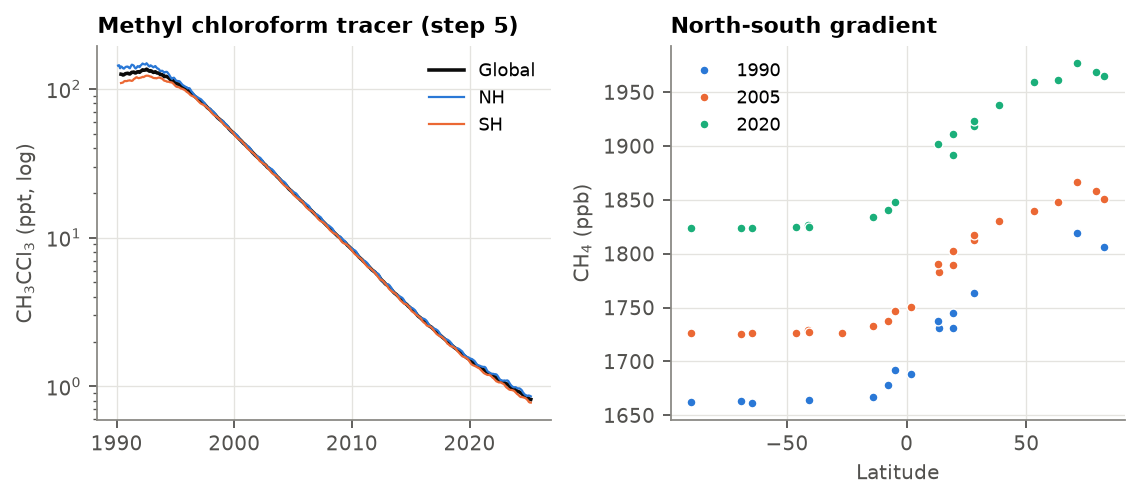 Methyl chloroform tracer (step 5)
CH₃CCl₃ (ppt, log)
10²
10¹
10⁰
1990
2000
2010
2020
Global
NH
SH
North-south gradient
CH₄ (ppb)
1950
1900
1850
1800
1750
1700
1650
−50
0
50
Latitude
1990
2005
2020